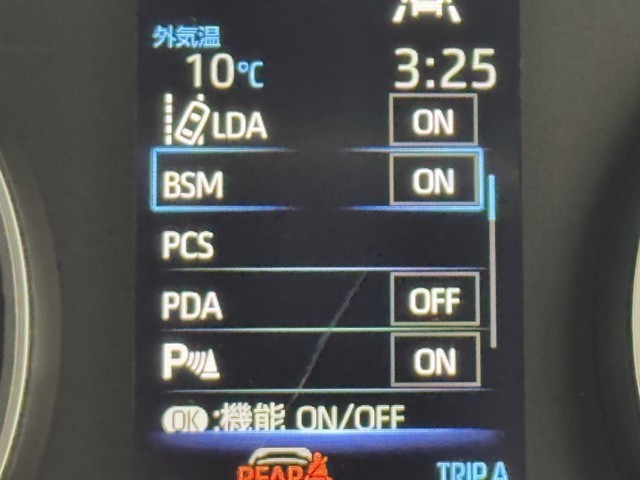 外気温
10℃ 3:25
LDA ON
BSM ON
PCS
PDA OFF
P ON
OK:機能 ON/OFF
REAR TRIP A